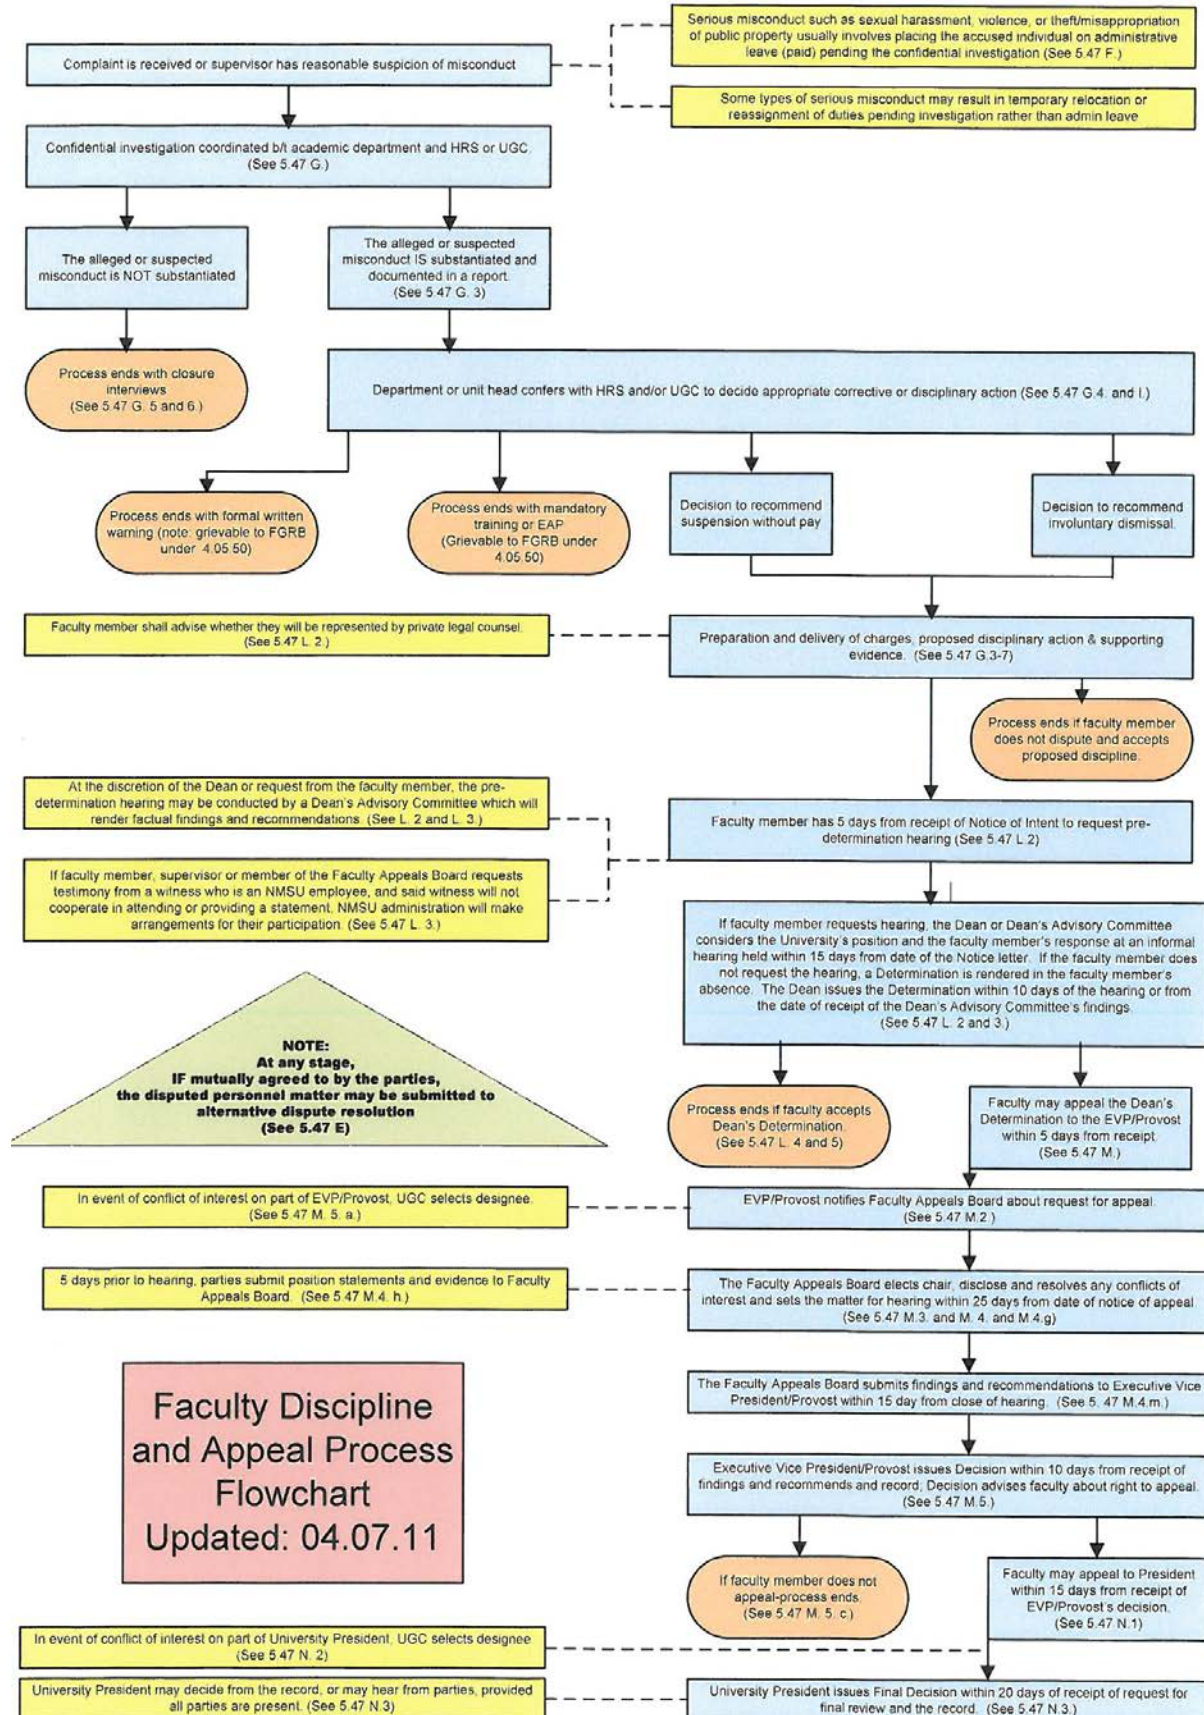 Serious misconduct such as sexual harassment, violence, or theft/misappropriation
of public property usually involves placing the accused individual on administrative
leave (paid) pending the confidential investigation (See 5.47 F.)
Complaint is received or supervisor has reasonable suspicion of misconduct
Some types of serious misconduct may result in temporary relocation or
reassignment of duties pending investigation rather than admin leave
Confidential investigation coordinated b/t academic department and HRS or UGC.
(See 5.47 G.)
The alleged or suspected
misconduct is NOT substantiated
The alleged or suspected
misconduct IS substantiated and
documented in a report.
(See 5.47 G. 3)
Process ends with closure
interviews
(See 5.47 G. 5 and 6.)
Department or unit head confers with HRS and/or UGC to decide appropriate corrective or disciplinary action (See 5.47 G.4. and I.)
Process ends with formal written
warning (note: grievable to FGRB
under 4.05.50)
Process ends with mandatory
training or EAP
(Grievable to FGRB under
4.05.50)
Decision to recommend
suspension without pay
Decision to recommend
involuntary dismissal.
Faculty member shall advise whether they will be represented by private legal counsel.
(See 5.47 L. 2.)
Preparation and delivery of charges, proposed disciplinary action & supporting
evidence. (See 5.47 G.3-7)
Process ends if faculty member
does not dispute and accepts
proposed discipline.
At the discretion of the Dean or request from the faculty member, the pre-
determination hearing may be conducted by a Dean's Advisory Committee which will
render factual findings and recommendations. (See L. 2 and L. 3.)
Faculty member has 5 days from receipt of Notice of Intent to request pre-
determination hearing (See 5.47 L.2)
If faculty member, supervisor or member of the Faculty Appeals Board requests
testimony from a witness who is an NMSU employee, and said witness will not
cooperate in attending or providing a statement, NMSU administration will make
arrangements for their participation. (See 5.47 L. 3.)
If faculty member requests hearing, the Dean or Dean's Advisory Committee
considers the University's position and the faculty member's response at an informal
hearing held within 15 days from date of the Notice letter. If the faculty member does
not request the hearing, a Determination is rendered in the faculty member's
absence. The Dean issues the Determination within 10 days of the hearing or from
the date of receipt of the Dean's Advisory Committee's findings.
(See 5.47 L. 2 and 3.)
NOTE:
At any stage,
IF mutually agreed to by the parties,
the disputed personnel matter may be submitted to
alternative dispute resolution
(See 5.47 E)
Process ends if faculty accepts
Dean's Determination.
(See 5.47 L. 4 and 5)
Faculty may appeal the Dean's
Determination to the EVP/Provost
within 5 days from receipt.
(See 5.47 M.)
In event of conflict of interest on part of EVP/Provost, UGC selects designee.
(See 5.47 M. 5. a.)
EVP/Provost notifies Faculty Appeals Board about request for appeal.
(See 5.47 M.2.)
5 days prior to hearing, parties submit position statements and evidence to Faculty
Appeals Board. (See 5.47 M.4. h.)
The Faculty Appeals Board elects chair, disclose and resolves any conflicts of
interest and sets the matter for hearing within 25 days from date of notice of appeal
(See 5.47 M.3. and M. 4. and M.4.g)
Faculty Discipline
and Appeal Process
Flowchart
Updated: 04.07.11
The Faculty Appeals Board submits findings and recommendations to Executive Vice
President/Provost within 15 day from close of hearing. (See 5. 47 M.4.m.)
Executive Vice President/Provost issues Decision within 10 days from receipt of
findings and recommends and record; Decision advises faculty about right to appeal.
(See 5.47 M.5.)
If faculty member does not
appeal-process ends.
(See 5.47 M. 5. c.)
Faculty may appeal to President
within 15 days from receipt of
EVP/Provost's decision.
(See 5.47 N.1)
In event of conflict of interest on part of University President, UGC selects designee
(See 5.47 N. 2)
University President may decide from the record, or may hear from parties, provided
all parties are present. (See 5.47 N.3)
University President issues Final Decision within 20 days of receipt of request for
final review and the record. (See 5.47 N.3.)